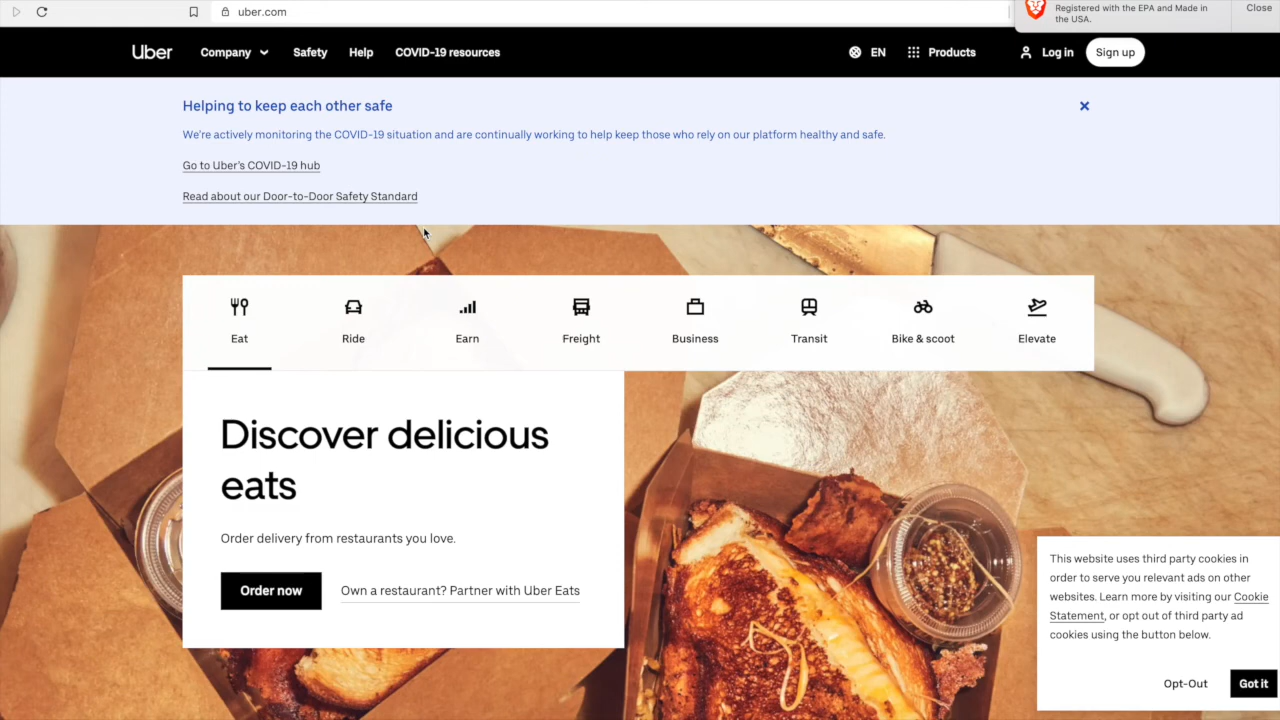 uber.com
Registered with the EPA and Made in
the USA.
Close
Uber
Company
Safety
Help
COVID-19 resources
EN
Products
Log in
Sign up
Helping to keep each other safe
We're actively monitoring the COVID-19 situation and are continually working to help keep those who rely on our platform healthy and safe.
Go to Uber's COVID-19 hub
Read about our Door-to-Door Safety Standard
Eat
Ride
Earn
Freight
Business
Transit
Bike & scoot
Elevate
Discover delicious
eats
Order delivery from restaurants you love.
Order now
Own a restaurant? Partner with Uber Eats
This website uses third party cookies in
order to serve you relevant ads on other
websites. Learn more by visiting our Cookie
Statement, or opt out of third party ad
cookies using the button below.
Opt-Out
Got it